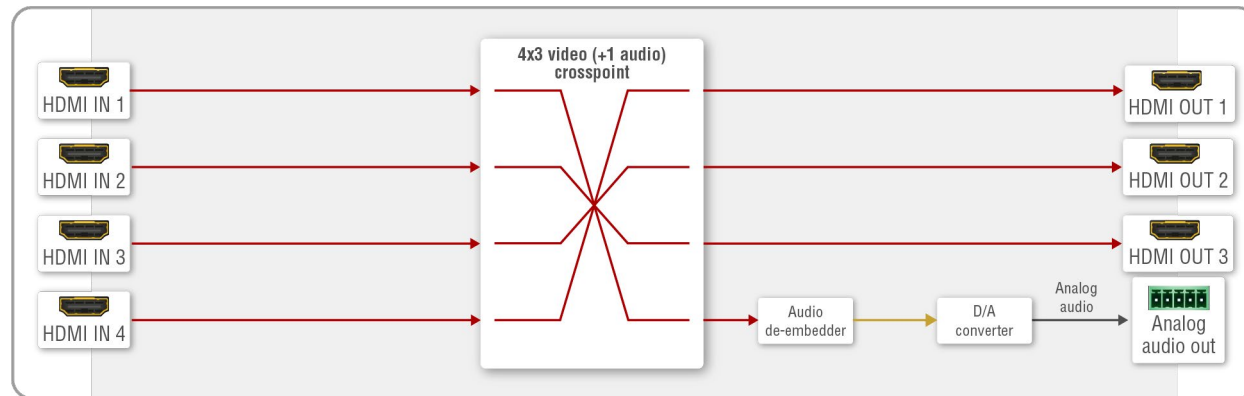 4x3 video (+1 audio)
crosspoint
HDMI IN 1
HDMI OUT 1
HDMI IN 2
HDMI OUT 2
HDMI IN 3
HDMI OUT 3
HDMI IN 4
Audio
de-embedder
D/A
converter
Analog
audio
Analog
audio out